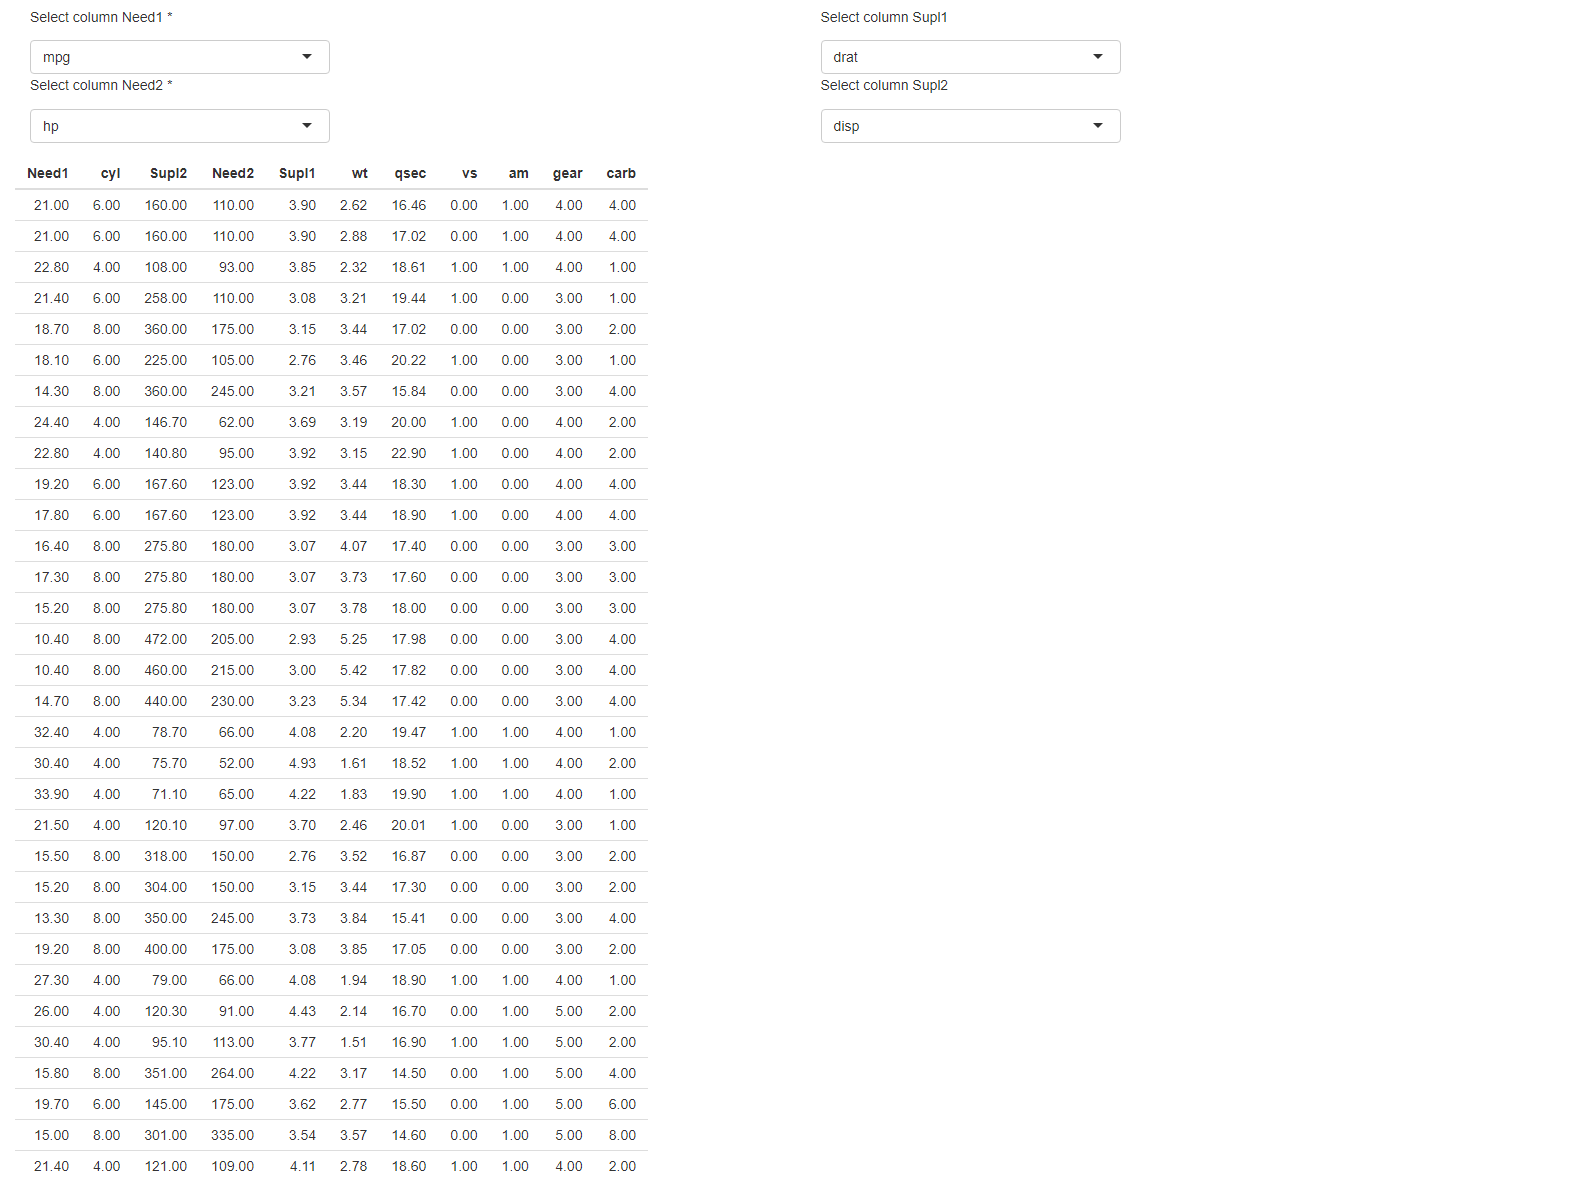 Select column Need1 *
Select column Supl1
mpg
drat
Select column Need2 *
Select column Supl2
hp
disp
Need1 cyl Supl2 Need2 Supl1 wt qsec vs am gear carb
21.00 6.00 160.00 110.00 3.90 2.62 16.46 0.00 1.00 4.00 4.00
21.00 6.00 160.00 110.00 3.90 2.88 17.02 0.00 1.00 4.00 4.00
22.80 4.00 108.00 93.00 3.85 2.32 18.61 1.00 1.00 4.00 1.00
21.40 6.00 258.00 110.00 3.08 3.21 19.44 1.00 0.00 3.00 1.00
18.70 8.00 360.00 175.00 3.15 3.44 17.02 0.00 0.00 3.00 2.00
18.10 6.00 225.00 105.00 2.76 3.46 20.22 1.00 0.00 3.00 1.00
14.30 8.00 360.00 245.00 3.21 3.57 15.84 0.00 0.00 3.00 4.00
24.40 4.00 146.70 62.00 3.69 3.19 20.00 1.00 0.00 4.00 2.00
22.80 4.00 140.80 95.00 3.92 3.15 22.90 1.00 0.00 4.00 2.00
19.20 6.00 167.60 123.00 3.92 3.44 18.30 1.00 0.00 4.00 4.00
17.80 6.00 167.60 123.00 3.92 3.44 18.90 1.00 0.00 4.00 4.00
16.40 8.00 275.80 180.00 3.07 4.07 17.40 0.00 0.00 3.00 3.00
17.30 8.00 275.80 180.00 3.07 3.73 17.60 0.00 0.00 3.00 3.00
15.20 8.00 275.80 180.00 3.07 3.78 18.00 0.00 0.00 3.00 3.00
10.40 8.00 472.00 205.00 2.93 5.25 17.98 0.00 0.00 3.00 4.00
10.40 8.00 460.00 215.00 3.00 5.42 17.82 0.00 0.00 3.00 4.00
14.70 8.00 440.00 230.00 3.23 5.34 17.42 0.00 0.00 3.00 4.00
32.40 4.00 78.70 66.00 4.08 2.20 19.47 1.00 1.00 4.00 1.00
30.40 4.00 75.70 52.00 4.93 1.61 18.52 1.00 1.00 4.00 2.00
33.90 4.00 71.10 65.00 4.22 1.83 19.90 1.00 1.00 4.00 1.00
21.50 4.00 120.10 97.00 3.70 2.46 20.01 1.00 0.00 3.00 1.00
15.50 8.00 318.00 150.00 2.76 3.52 16.87 0.00 0.00 3.00 2.00
15.20 8.00 304.00 150.00 3.15 3.44 17.30 0.00 0.00 3.00 2.00
13.30 8.00 350.00 245.00 3.73 3.84 15.41 0.00 0.00 3.00 4.00
19.20 8.00 400.00 175.00 3.08 3.85 17.05 0.00 0.00 3.00 2.00
27.30 4.00 79.00 66.00 4.08 1.94 18.90 1.00 1.00 4.00 1.00
26.00 4.00 120.30 91.00 4.43 2.14 16.70 0.00 1.00 5.00 2.00
30.40 4.00 95.10 113.00 3.77 1.51 16.90 1.00 1.00 5.00 2.00
15.80 8.00 351.00 264.00 4.22 3.17 14.50 0.00 1.00 5.00 4.00
19.70 6.00 145.00 175.00 3.62 2.77 15.50 0.00 1.00 5.00 6.00
15.00 8.00 301.00 335.00 3.54 3.57 14.60 0.00 1.00 5.00 8.00
21.40 4.00 121.00 109.00 4.11 2.78 18.60 1.00 1.00 4.00 2.00